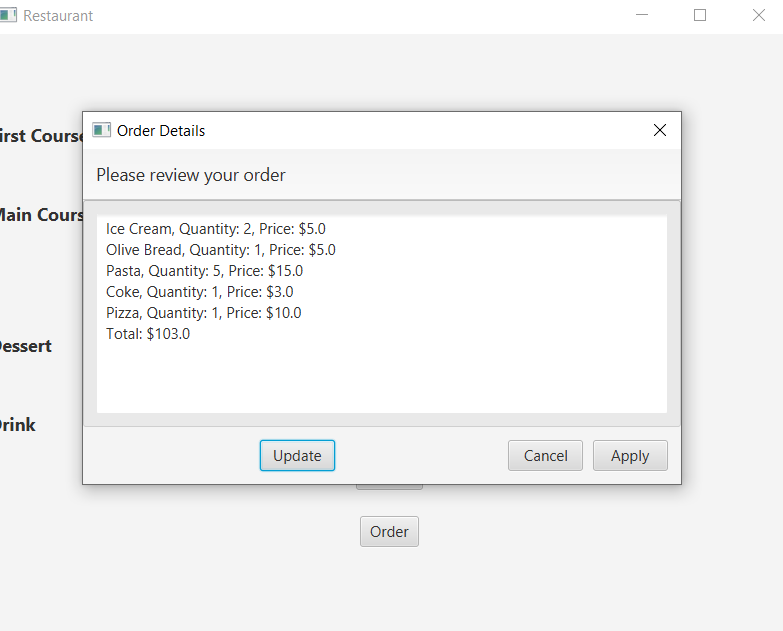 Restaurant
irst Course
Order Details
Please review your order
Main Cours
Ice Cream, Quantity: 2, Price: $5.0
Olive Bread, Quantity: 1, Price: $5.0
Pasta, Quantity: 5, Price: $15.0
Coke, Quantity: 1, Price: $3.0
Pizza, Quantity: 1, Price: $10.0
Total: $103.0
essert
rink
Update Cancel Apply
Order